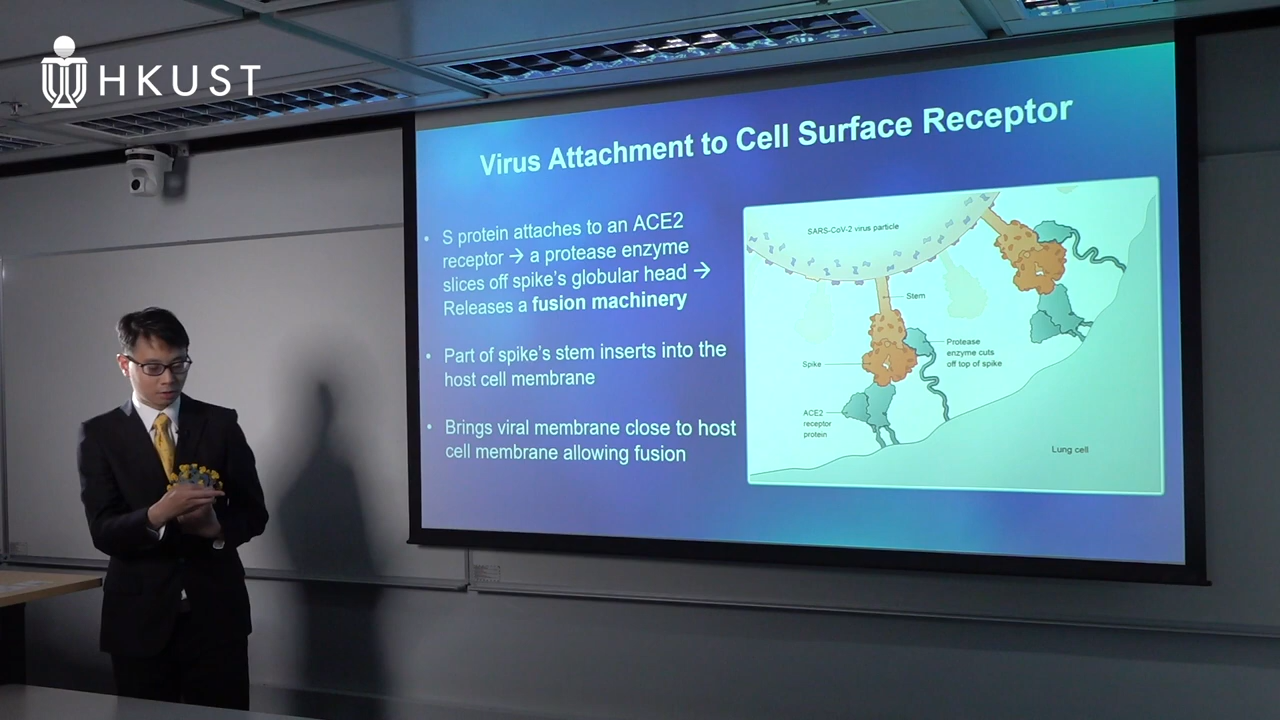 HKUST
Virus Attachment to Cell Surface Receptor
• S protein attaches to an ACE2
receptor → a protease enzyme
slices off spike's globular head →
Releases a fusion machinery
• Part of spike's stem inserts into the
host cell membrane
• Brings viral membrane close to host
cell membrane allowing fusion
SARS-CoV-2 virus particle
Stem
Protease
enzyme cuts
off top of spike
Spike
ACE2
receptor
protein
Lung cell